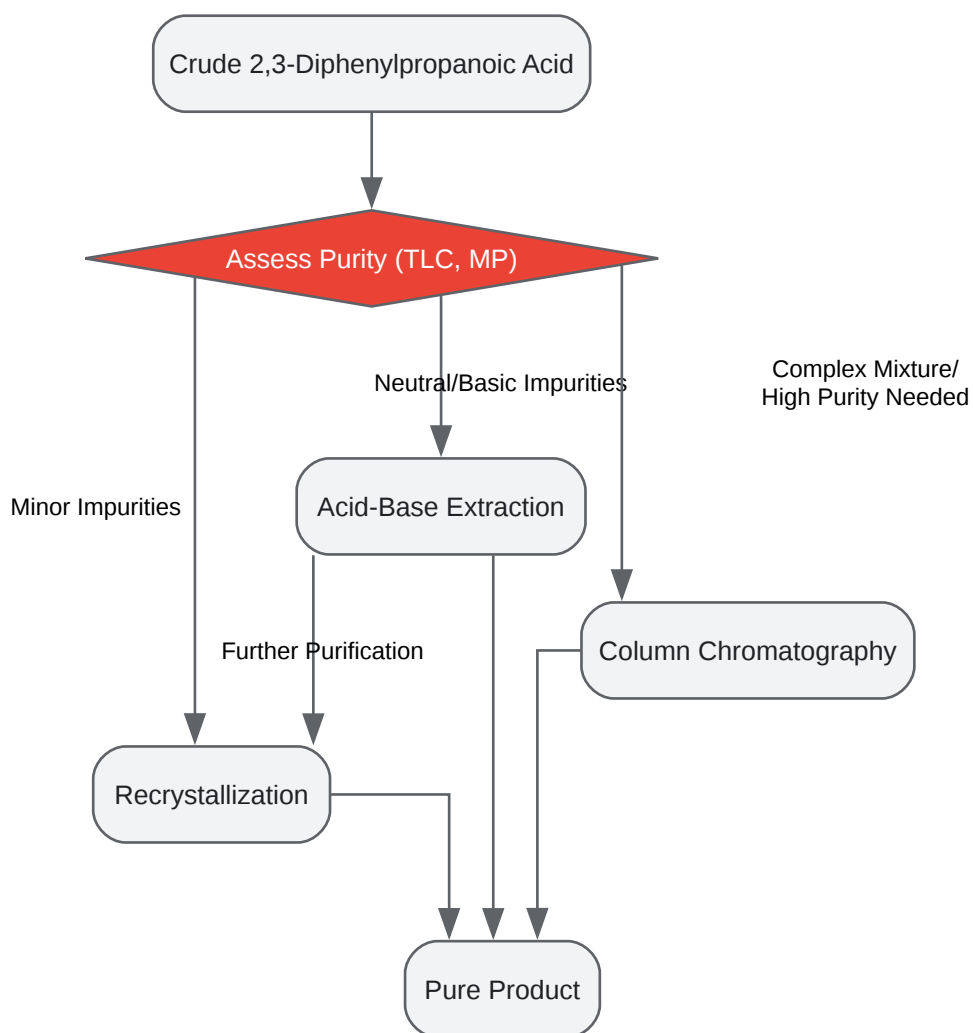 Crude 2,3-Diphenylpropanoic Acid
Assess Purity (TLC, MP)
Neutral/Basic Impurities
Complex Mixture/
High Purity Needed
Minor Impurities
Acid-Base Extraction
Further Purification
Column Chromatography
Recrystallization
Pure Product